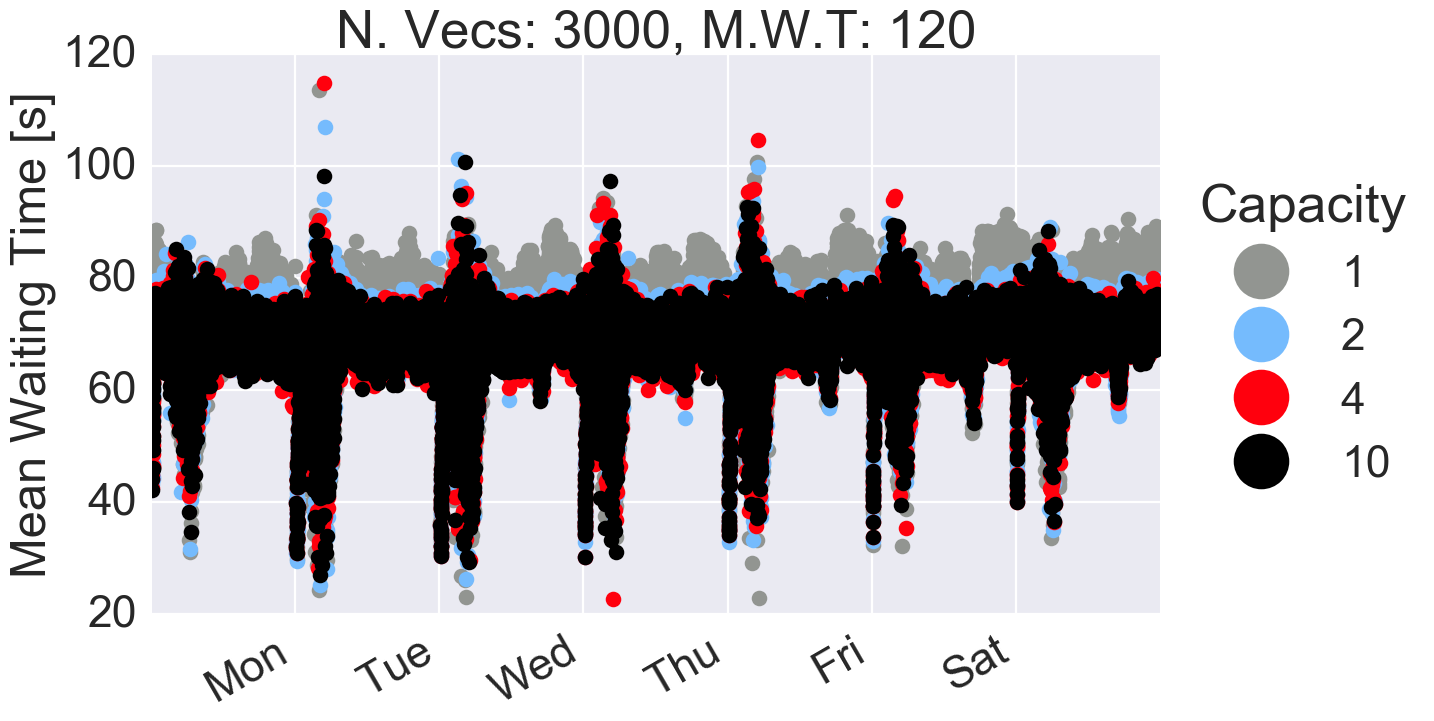 N. Vecs: 3000, M.W.T: 120
Mean Waiting Time [s]
120
100
80
60
40
20
Mon
Tue
Wed
Thu
Fri
Sat
Capacity
1
2
4
10